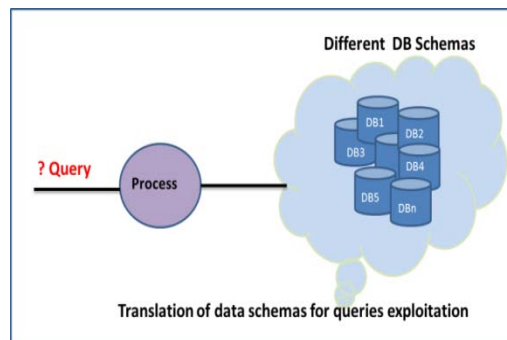 Different DB Schemas
DB1
DB2
DB3
DB4
DB5
DBn
? Query
Process
Translation of data schemas for queries exploitation